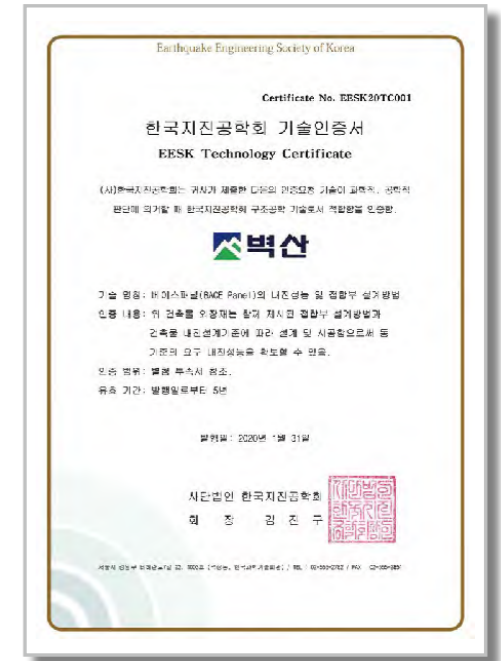 Earthquake Engineering Society of Korea
Certificate No. EESK20TC001
한국지진공학회 기술인증서
EESK Technology Certificate
(사)한국지진공학회는 귀사가 제출한 다음의 인증요청 기술이 과학적, 공학적
판단에 의거할 때 한국지진공학회 구조공학 기술로서 적합함을 인증함.
벽산
기술 명칭: 베이스패널(BACE Panel)의 내진성능 및 접합부 설계방법
인증 내용: 위 건축물 외장재는 함께 제시된 접합부 설계방법과
건축물 내진설계기준에 따라 설계 및 시공함으로써 동
기준의 요구 내진성능을 확보할 수 있음.
인증 범위: 별첨 부속서 참조.
유효 기간: 발행일로부터 5년
발행일: 2020년 1월 31일
사단법인 한국지진공학회
회 장 김 진 구